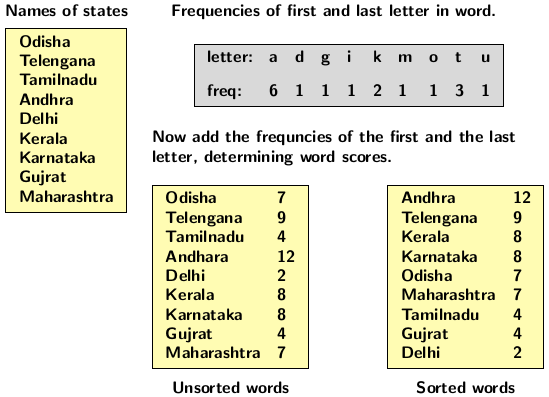 Names of states
Odisha
Telengana
Tamilnadu
Andhra
Delhi
Kerala
Karnataka
Gujrat
Maharashtra
Frequencies of first and last letter in word.
letter: a d g i k m o t u
freq: 6 1 1 1 2 1 1 3 1
Now add the frequncies of the first and the last
letter, determining word scores.
Odisha 7
Telengana 9
Tamilnadu 4
Andhara 12
Delhi 2
Kerala 8
Karnataka 8
Gujrat 4
Maharashtra 7
Unsorted words
Andhra 12
Telengana 9
Kerala 8
Karnataka 8
Odisha 7
Maharashtra 7
Tamilnadu 4
Gujrat 4
Delhi 2
Sorted words